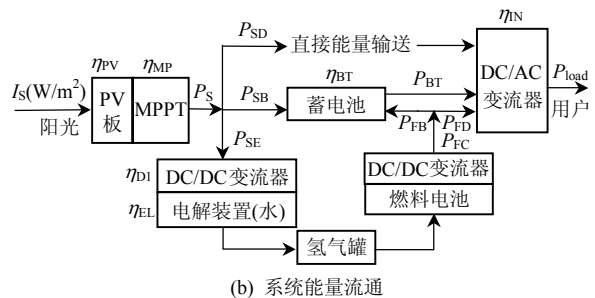 P_SD
直接能量输送
η_IN
η_PV
η_MP
η_BT
I_S(W/m²)
阳光
PV
板
MPPT
P_S
P_SB
蓄电池
P_BT
DC/AC
变流器
P_load
用户
P_SE
P_FB
P_FD
P_FC
η_D1
DC/DC变流器
η_EL
电解装置(水)
DC/DC变流器
燃料电池
氢气罐
(b) 系统能量流通